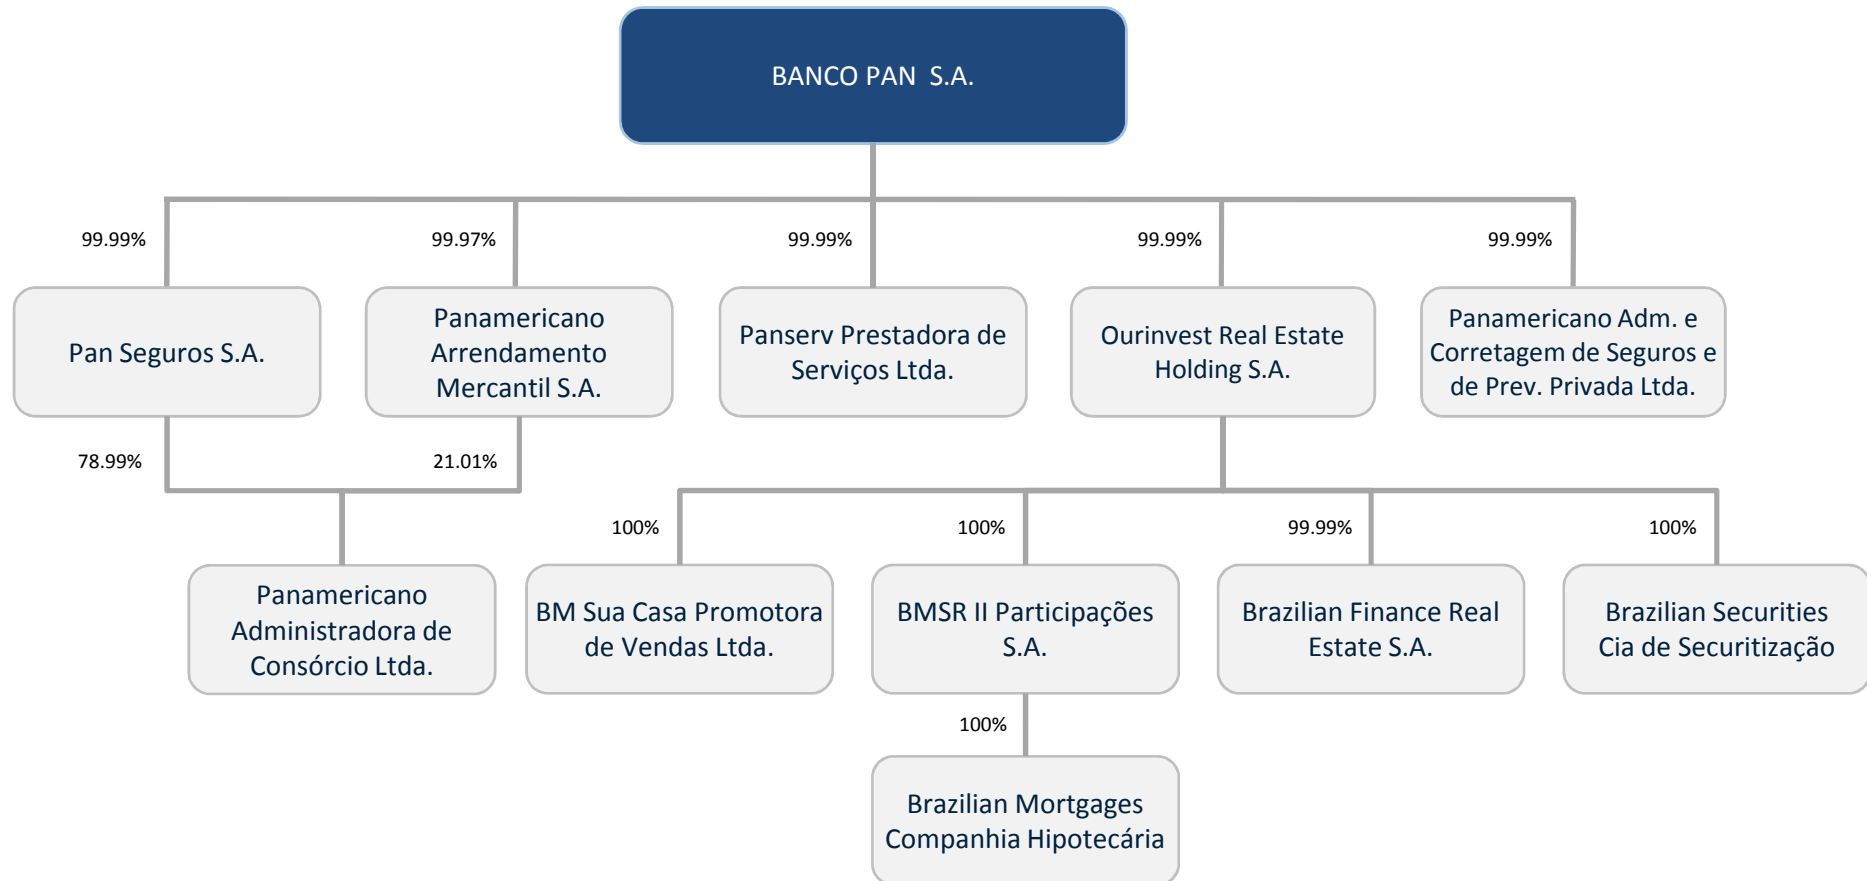 BANCO PAN S.A.
99.99%
99.97%
99.99%
99.99%
99.99%
Pan Seguros S.A.
Panamericano
Arrendamento
Mercantil S.A.
Panserv Prestadora de
Serviços Ltda.
Ourinvest Real Estate
Holding S.A.
Panamericano Adm. e
Corretagem de Seguros e
de Prev. Privada Ltda.
78.99%
21.01%
100%
100%
99.99%
100%
Panamericano
Administradora de
Consórcio Ltda.
BM Sua Casa Promotora
de Vendas Ltda.
BMSR II Participações
S.A.
Brazilian Finance Real
Estate S.A.
Brazilian Securities
Cia de Securitização
100%
Brazilian Mortgages
Companhia Hipotecária